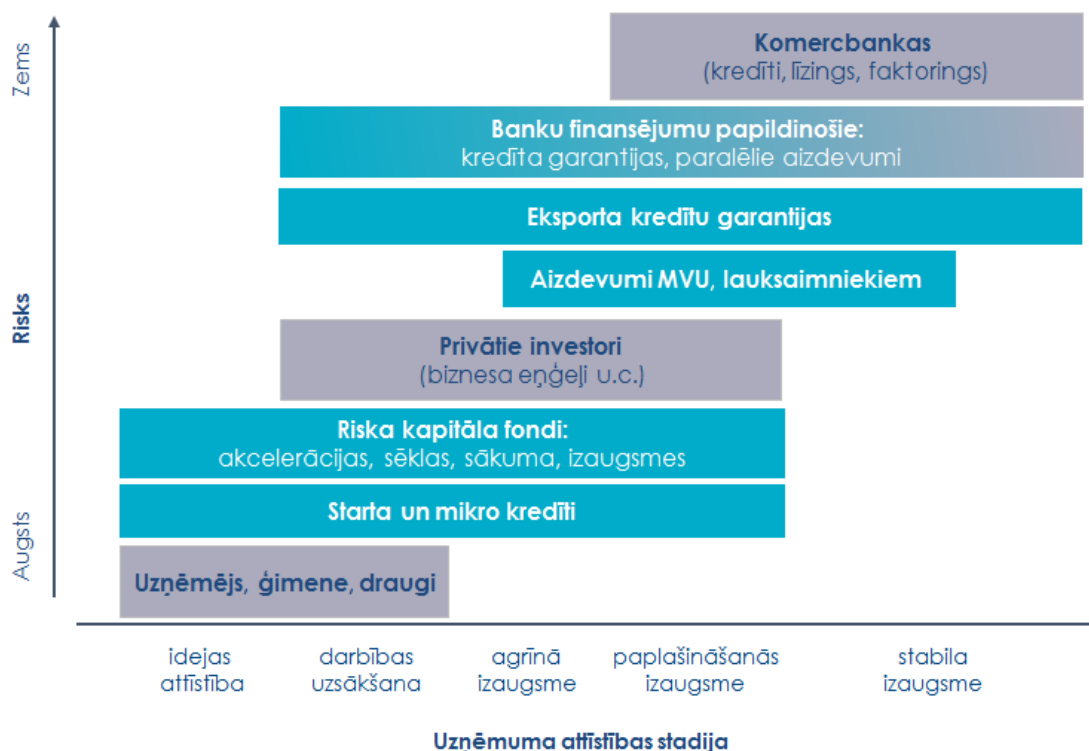 Zems
Komercbankas
(kredīti, līzings, faktorings)
Banku finansējumu papildinošie:
kredīta garantijas, paralēlie aizdevumi
Eksporta kredītu garantijas
Aizdevumi MVU, lauksaimniekiem
Risks
Privātie investori
(biznesa eņģeļi u.c.)
Riska kapitāla fondi:
akcelerācijas, sēklas, sākuma, izaugsmes
Starta un mikro kredīti
Augsts
Uzņēmējs, ģimene, draugi
idejas
attīstība
darbības
uzsākšana
agrīnā
izaugsme
paplašināšanās
izaugsme
stabila
izaugsme
Uzņēmuma attīstības stadija